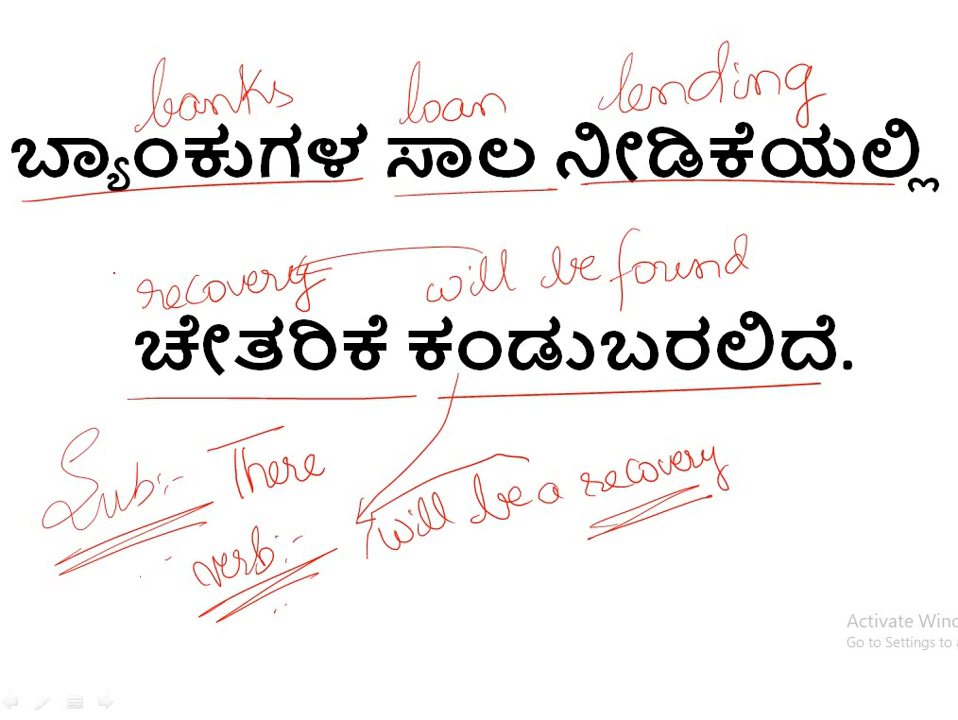 banks loan lending
ಬ್ಯಾಂಕುಗಳ ಸಾಲ ನೀಡಿಕೆಯಲ್ಲಿ
recovery will be found
ಚೇತರಿಕೆ ಕಂಡುಬರಲಿದೆ.
Sub:- There
verb:- will be a recovery
Activate Wind
Go to Settings to a